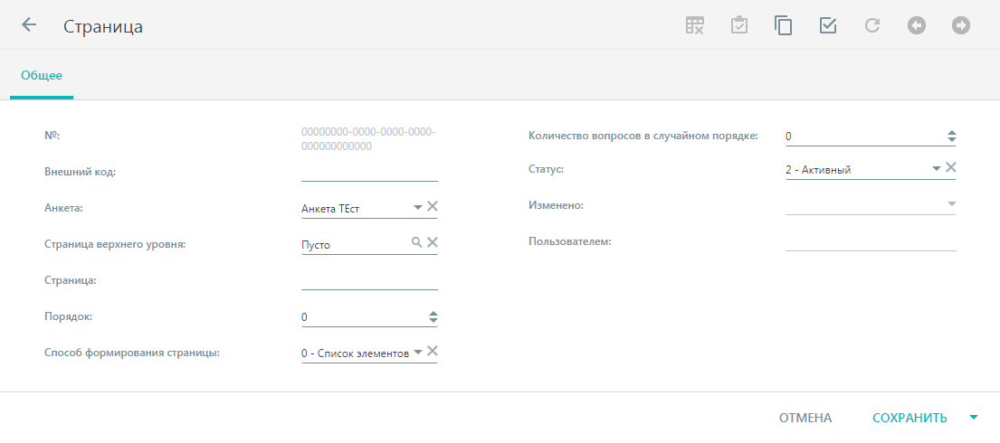 Страница
Общее
№:
00000000-0000-0000-0000-
000000000000
Внешний код:
Анкета:
Анкета ТЕст
Страница верхнего уровня:
Пусто
Страница:
Порядок:
0
Способ формирования страницы:
0 - Список элементов
Количество вопросов в случайном порядке:
0
Статус:
2 - Активный
Изменено:
Пользователем:
ОТМЕНА
СОХРАНИТЬ